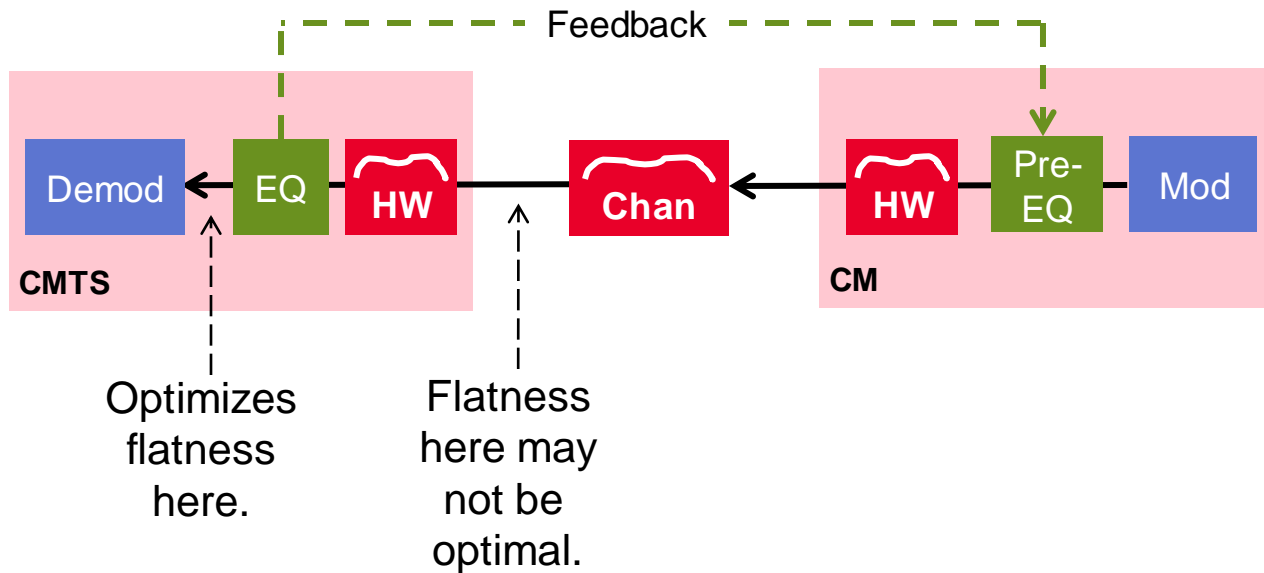 Feedback
Demod
EQ
HW
CMTS
Chan
HW
Pre-
EQ
Mod
CM
Optimizes
flatness
here.
Flatness
here may
not be
optimal.